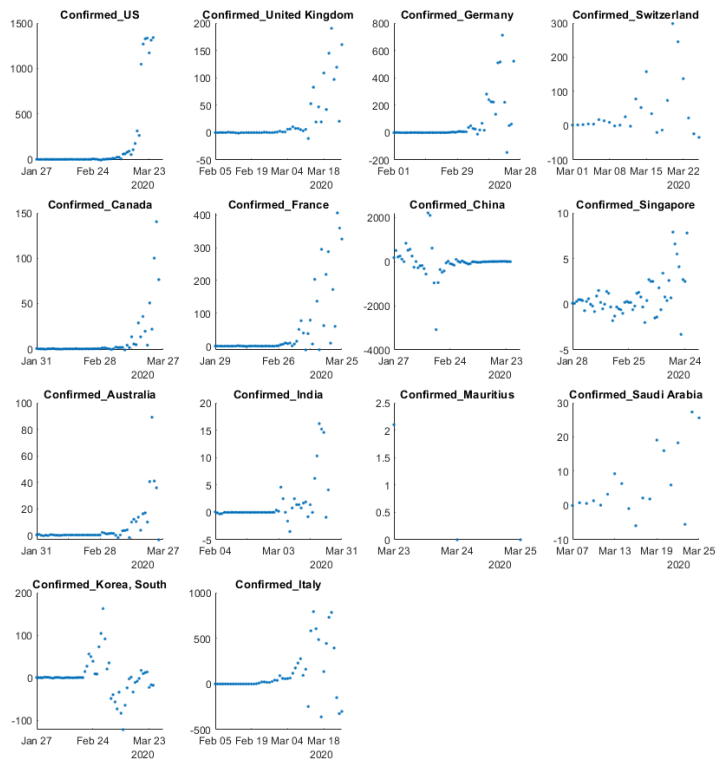 Confirmed_US
1500
1000
500
0
Jan 27
Feb 24
Mar 23
2020
Confirmed_United Kingdom
200
150
100
50
0
-50
Feb 05
Feb 19
Mar 04
Mar 18
2020
Confirmed_Germany
800
600
400
200
0
-200
Feb 01
Feb 29
Mar 28
2020
Confirmed_Switzerland
300
200
100
0
-100
Mar 01
Mar 08
Mar 15
Mar 22
2020
Confirmed_Canada
150
100
50
0
Jan 31
Feb 28
Mar 27
2020
Confirmed_France
400
300
200
100
0
Jan 29
Feb 26
Mar 25
2020
Confirmed_China
2000
0
-2000
-4000
Jan 27
Feb 24
Mar 23
2020
Confirmed_Singapore
10
5
0
-5
Jan 28
Feb 25
Mar 24
2020
Confirmed_Australia
100
80
60
40
20
0
Jan 31
Feb 28
Mar 27
2020
Confirmed_India
20
15
10
5
0
-5
Feb 04
Mar 03
Mar 31
2020
Confirmed_Mauritius
2.5
2
1.5
1
0.5
0
Mar 23
Mar 24
Mar 25
2020
Confirmed_Saudi Arabia
30
20
10
0
-10
Mar 07
Mar 13
Mar 19
Mar 25
2020
Confirmed_Korea, South
200
100
0
-100
Jan 27
Feb 24
Mar 23
2020
Confirmed_Italy
1000
500
0
-500
Feb 05
Feb 19
Mar 04
Mar 18
2020